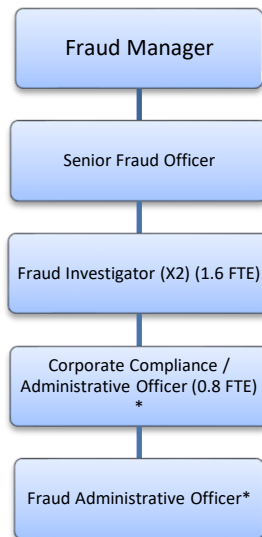 Fraud Manager
Senior Fraud Officer
Fraud Investigator (X2) (1.6 FTE)
Corporate Compliance /
Administrative Officer (0.8 FTE)
*
Fraud Administrative Officer*